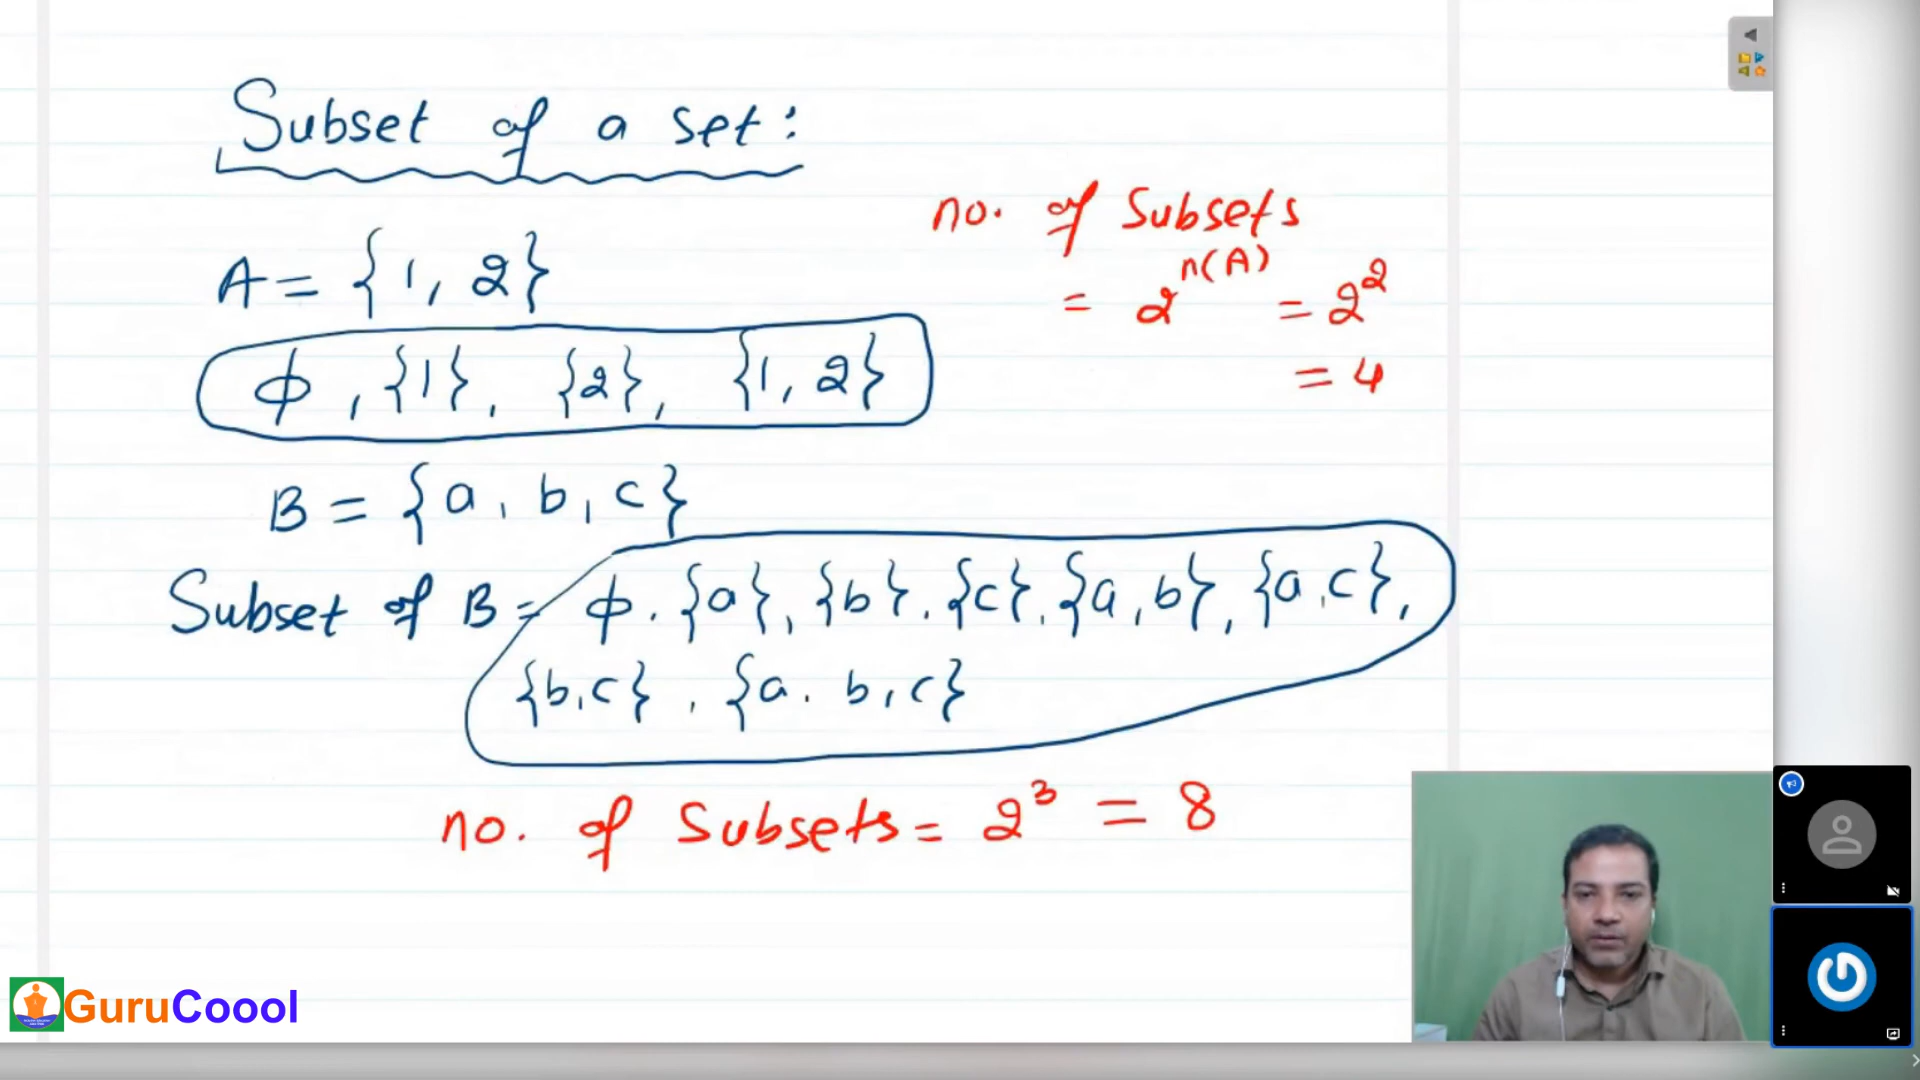 Subset of a set:
no. of Subsets
= 2^n(A) = 2^2
= 4
A = {1, 2}
ϕ, {1}, {2}, {1, 2}
B = {a, b, c}
Subset of B = ϕ. {a}, {b}. {c}. {a, b}, {a, c},
{b, c}, {a. b, c}
no. of Subsets = 2^3 = 8
GuruCoool